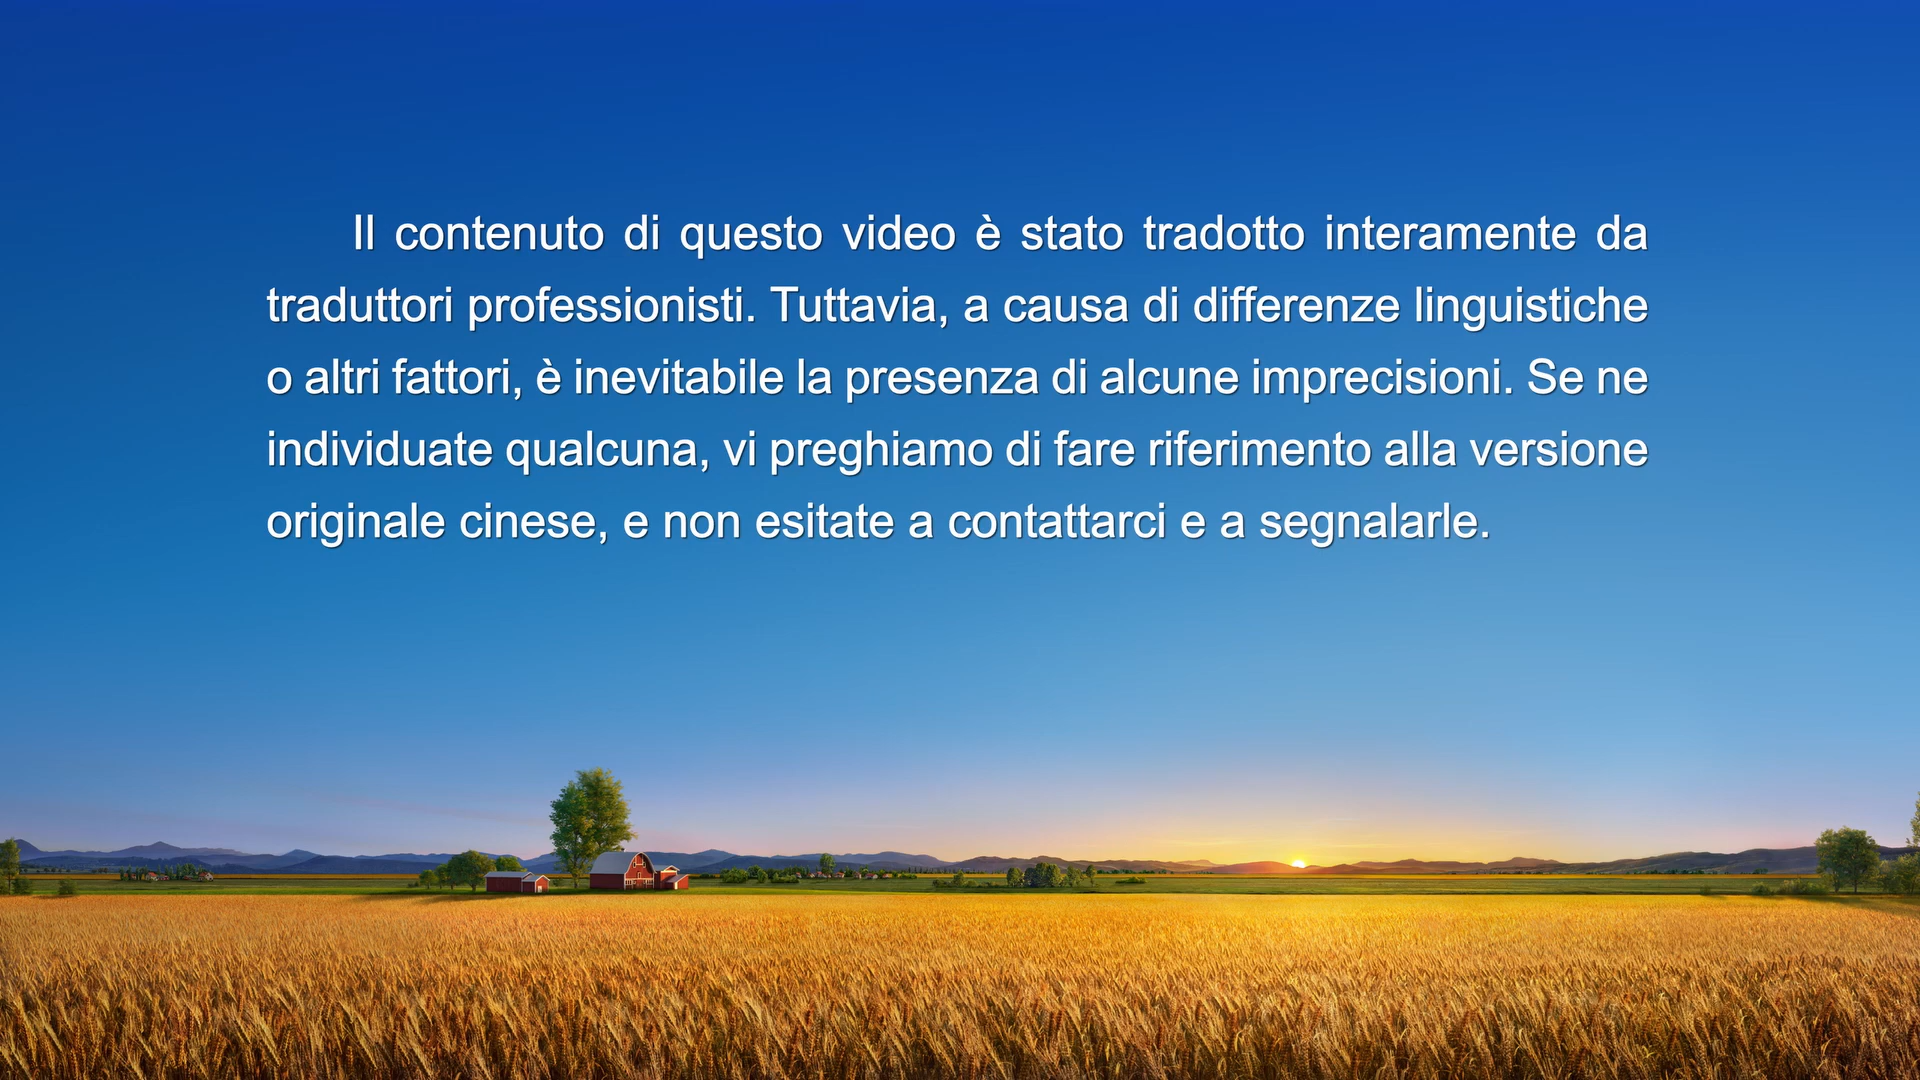 Il contenuto di questo video è stato tradotto interamente da
traduttori professionisti. Tuttavia, a causa di differenze linguistiche
o altri fattori, è inevitabile la presenza di alcune imprecisioni. Se ne
individuate qualcuna, vi preghiamo di fare riferimento alla versione
originale cinese, e non esitate a contattarci e a segnalarle.